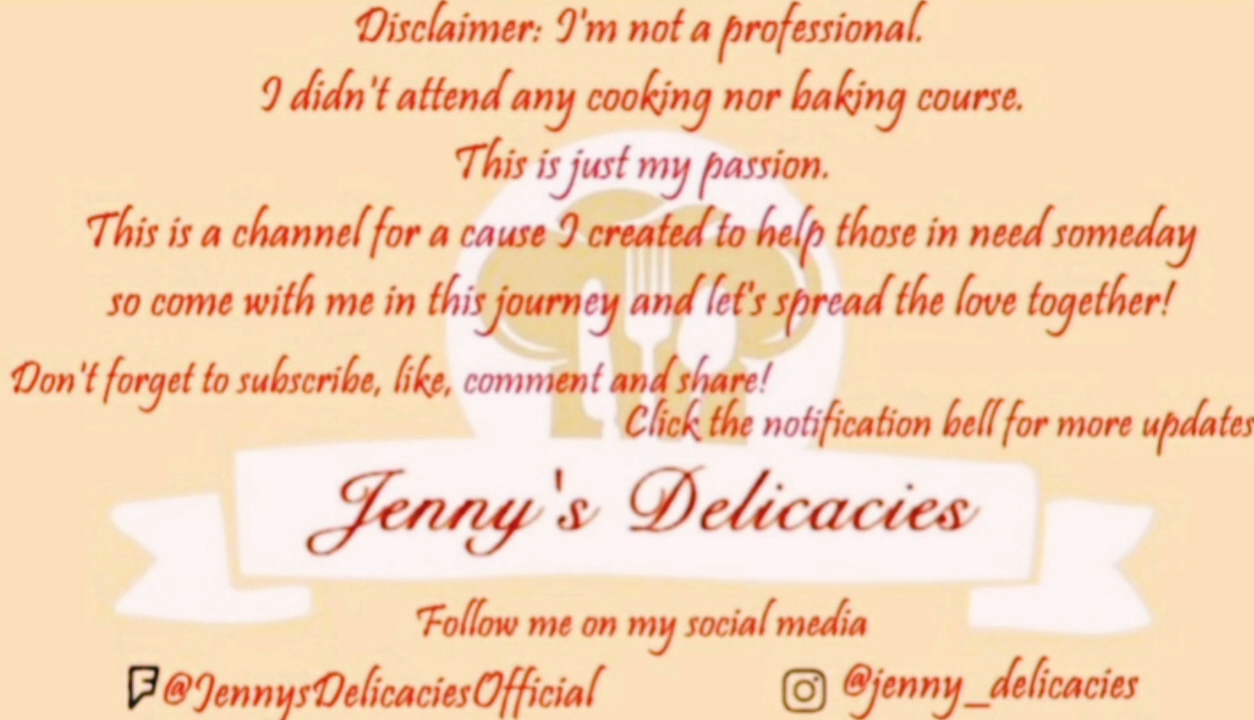 Disclaimer: I'm not a professional.
I didn't attend any cooking nor baking course.
This is just my passion.
This is a channel for a cause I created to help those in need someday
so come with me in this journey and let's spread the love together!
Don't forget to subscribe, like, comment and share!
Click the notification bell for more updates
Jenny's Delicacies
Follow me on my social media
@JennysDelicaciesOfficial
@jenny_delicacies